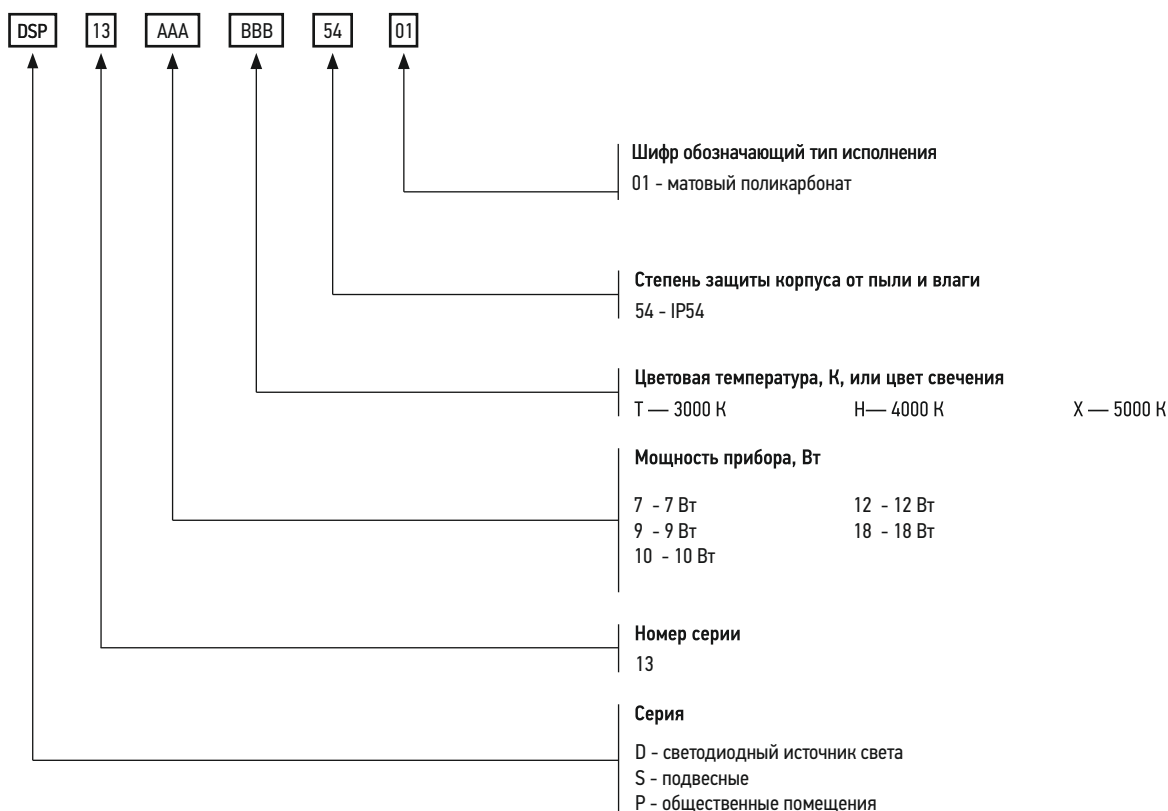 DSP 13 AAA BBB 54 01
Шифр обозначающий тип исполнения
01 - матовый поликарбонат
Степень защиты корпуса от пыли и влаги
54 - IP54
Цветовая температура, К, или цвет свечения
Т — 3000 К Н— 4000 К Х — 5000 К
Мощность прибора, Вт
7 - 7 Вт 12 - 12 Вт
9 - 9 Вт 18 - 18 Вт
10 - 10 Вт
Номер серии
13
Серия
D - светодиодный источник света
S - подвесные
P - общественные помещения